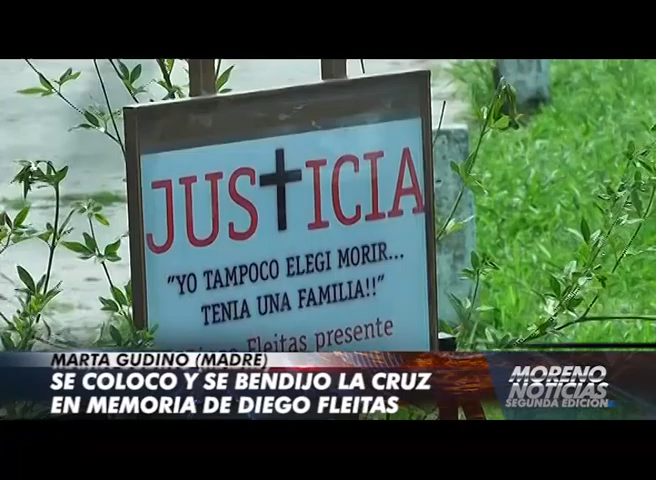 JUSTICIA
"YO TAMPOCO ELEGI MORIR...
TENIA UNA FAMILIA!!"
Fleitas presente
MARTA GUDINO (MADRE)
SE COLOCO Y SE BENDIJO LA CRUZ
EN MEMORIA DE DIEGO FLEITAS
MORENO
NOTICIAS
SEGUNDA EDICION